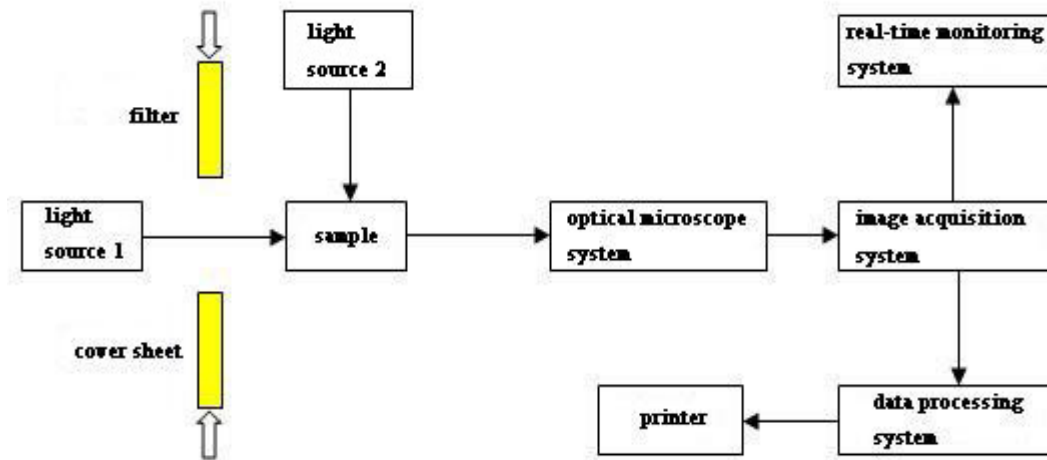 light
source 2
real-time monitoring
system
filter
light
source 1
sample
optical microscope
system
image acquisition
system
cover sheet
printer
data processing
system